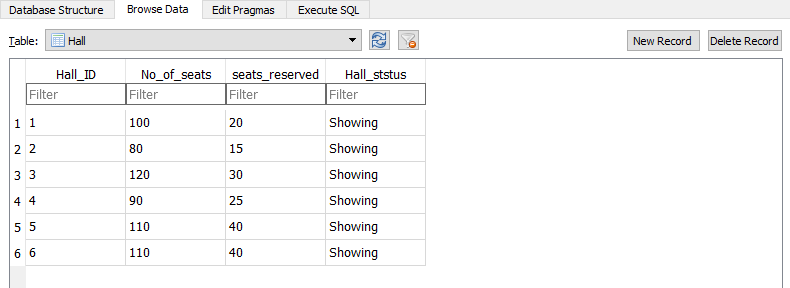 Database Structure Browse Data Edit Pragmas Execute SQL
Table: Hall New Record Delete Record
Hall_ID No_of_seats seats_reserved Hall_ststus
Filter Filter Filter Filter
1 1 100 20 Showing
2 2 80 15 Showing
3 3 120 30 Showing
4 4 90 25 Showing
5 5 110 40 Showing
6 6 110 40 Showing